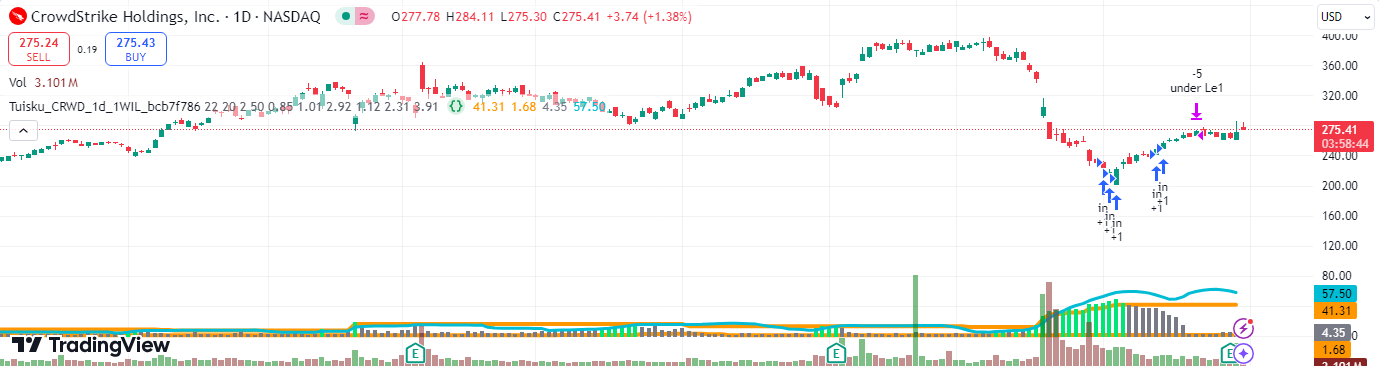 CrowdStrike Holdings, Inc. · 1D · NASDAQ
O277.78 H284.11 L275.30 C275.41 +3.74 (+1.38%)
USD
275.24
SELL
0.19
275.43
BUY
Vol 3.101 M
Tuisku_CRWD_1d_1WIL_bcb7f786 22 20 2.50 0.85 1.01 2.92 1.12 2.31 3.91 {} 41.31 1.68 4.35 57.50
-5
under Le1
in
+1
in
+1
in
+1
in
+1
in
+1
400.00
360.00
320.00
275.41
03:58:44
240.00
200.00
160.00
120.00
80.00
57.50
41.31
4.35
1.68
3.101 M
E
E
E
TradingView